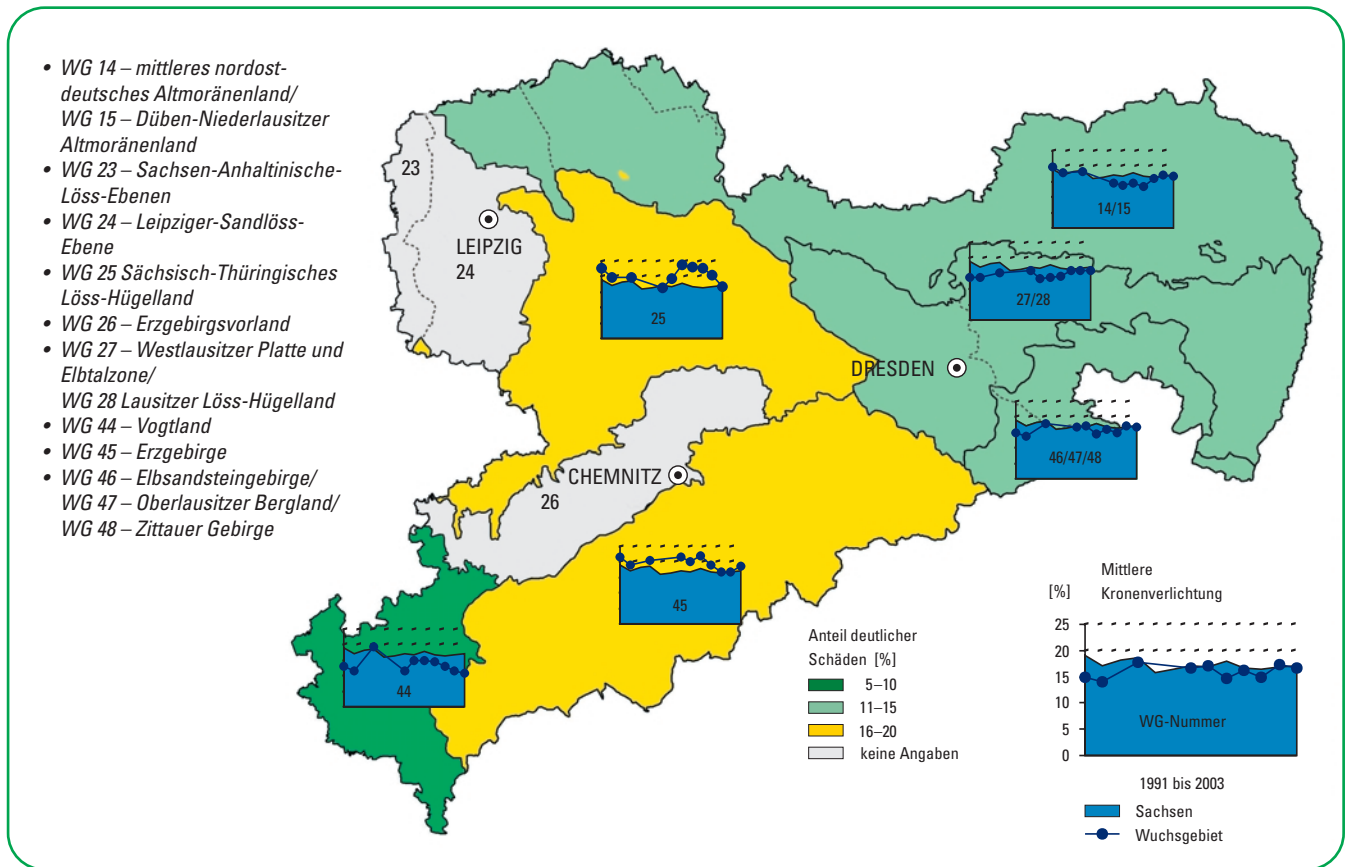 • WG 14 – mittleres nordost-
deutsches Altmoränenland/
WG 15 – Düben-Niederlausitzer
Altmoränenland
• WG 23 – Sachsen-Anhaltinische-
Löss-Ebenen
• WG 24 – Leipziger-Sandlöss-
Ebene
• WG 25 Sächsisch-Thüringisches
Löss-Hügelland
• WG 26 – Erzgebirgsvorland
• WG 27 – Westlausitzer Platte und
Elbtalzone/
WG 28 Lausitzer Löss-Hügelland
• WG 44 – Vogtland
• WG 45 – Erzgebirge
• WG 46 – Elbsandsteingebirge/
WG 47 – Oberlausitzer Bergland/
WG 48 – Zittauer Gebirge
23
LEIPZIG
24
25
14/15
27/28
DRESDEN
46/47/48
CHEMNITZ
26
45
44
Anteil deutlicher
Schäden [%]
5–10
11–15
16–20
keine Angaben
Mittlere
[%] Kronenverlichtung
25
20
15
10
5
0
WG-Nummer
1991 bis 2003
Sachsen
Wuchsgebiet